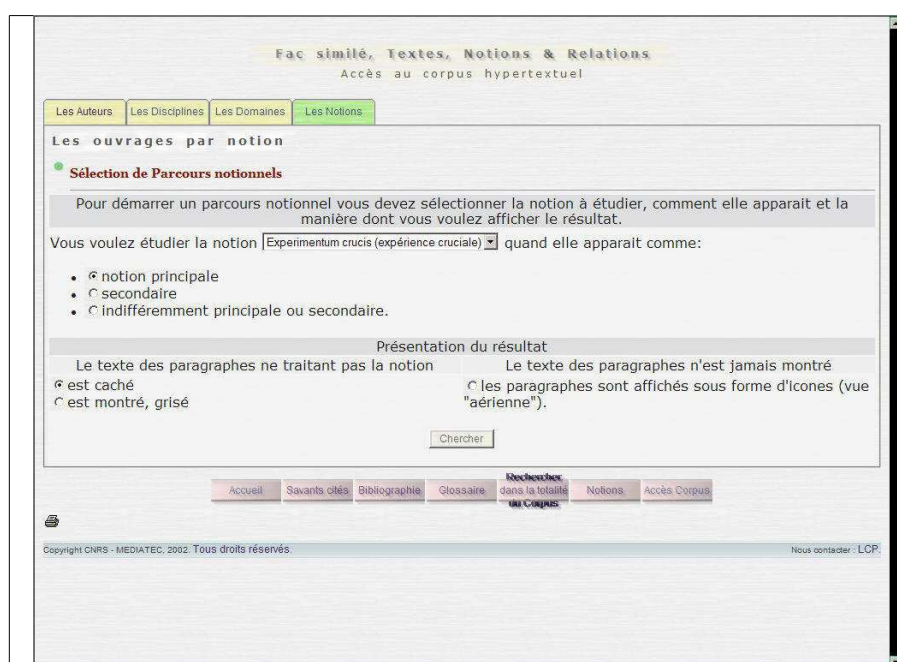 Fac similé, Textes, Notions & Relations
Accès au corpus hypertextuel
Les Auteurs Les Disciplines Les Domaines Les Notions
Les ouvrages par notion
Sélection de Parcours notionnels
Pour démarrer un parcours notionnel vous devez sélectionner la notion à étudier, comment elle apparait et la
manière dont vous voulez afficher le résultat.
Vous voulez étudier la notion Experimentum crucis (expérience cruciale) quand elle apparait comme:
notion principale
secondaire
indifféremment principale ou secondaire.
Présentation du résultat
Le texte des paragraphes ne traitant pas la notion Le texte des paragraphes n'est jamais montré
est caché
est montré, grisé
les paragraphes sont affichés sous forme d'icones (vue
"aérienne").
Chercher
Accueil Savants cités Bibliographie Glossaire Rechercher dans la totalité du Corpus Notions Accès Corpus
Copyright CNRS - MEDIATEC, 2002. Tous droits réservés. Nous contacter : LCP.